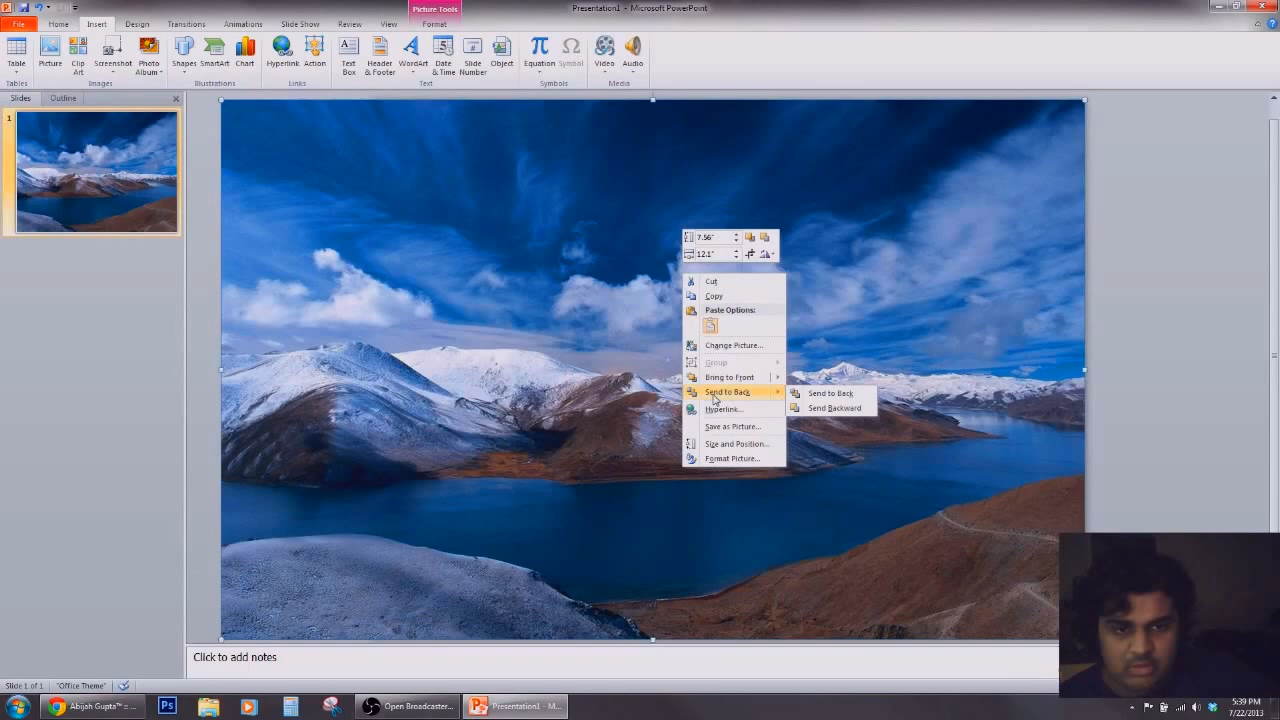 Presentation1 - Microsoft PowerPoint
Picture Tools
File Home Insert Design Transitions Animations Slide Show Review View Format
Table
Picture
Clip Art
Screenshot
Photo Album
Shapes
SmartArt
Chart
Hyperlink
Action
Text Box
Header & Footer
WordArt
Date & Time
Slide Number
Object
Equation
Symbol
Video
Audio
Tables Images Illustrations Links Text Symbols Media
Slides Outline
1
7.56"
12.1"
Cut
Copy
Paste Options:
Change Picture...
Group
Bring to Front
Send to Back
Hyperlink...
Save as Picture...
Size and Position...
Format Picture...
Send to Back
Send Backward
Click to add notes
Slide 1 of 1 "Office Theme"
Abijah Gupta™ :: ...
Ps
Open Broadcaster...
Presentation1 - M...
5:39 PM
7/22/2013